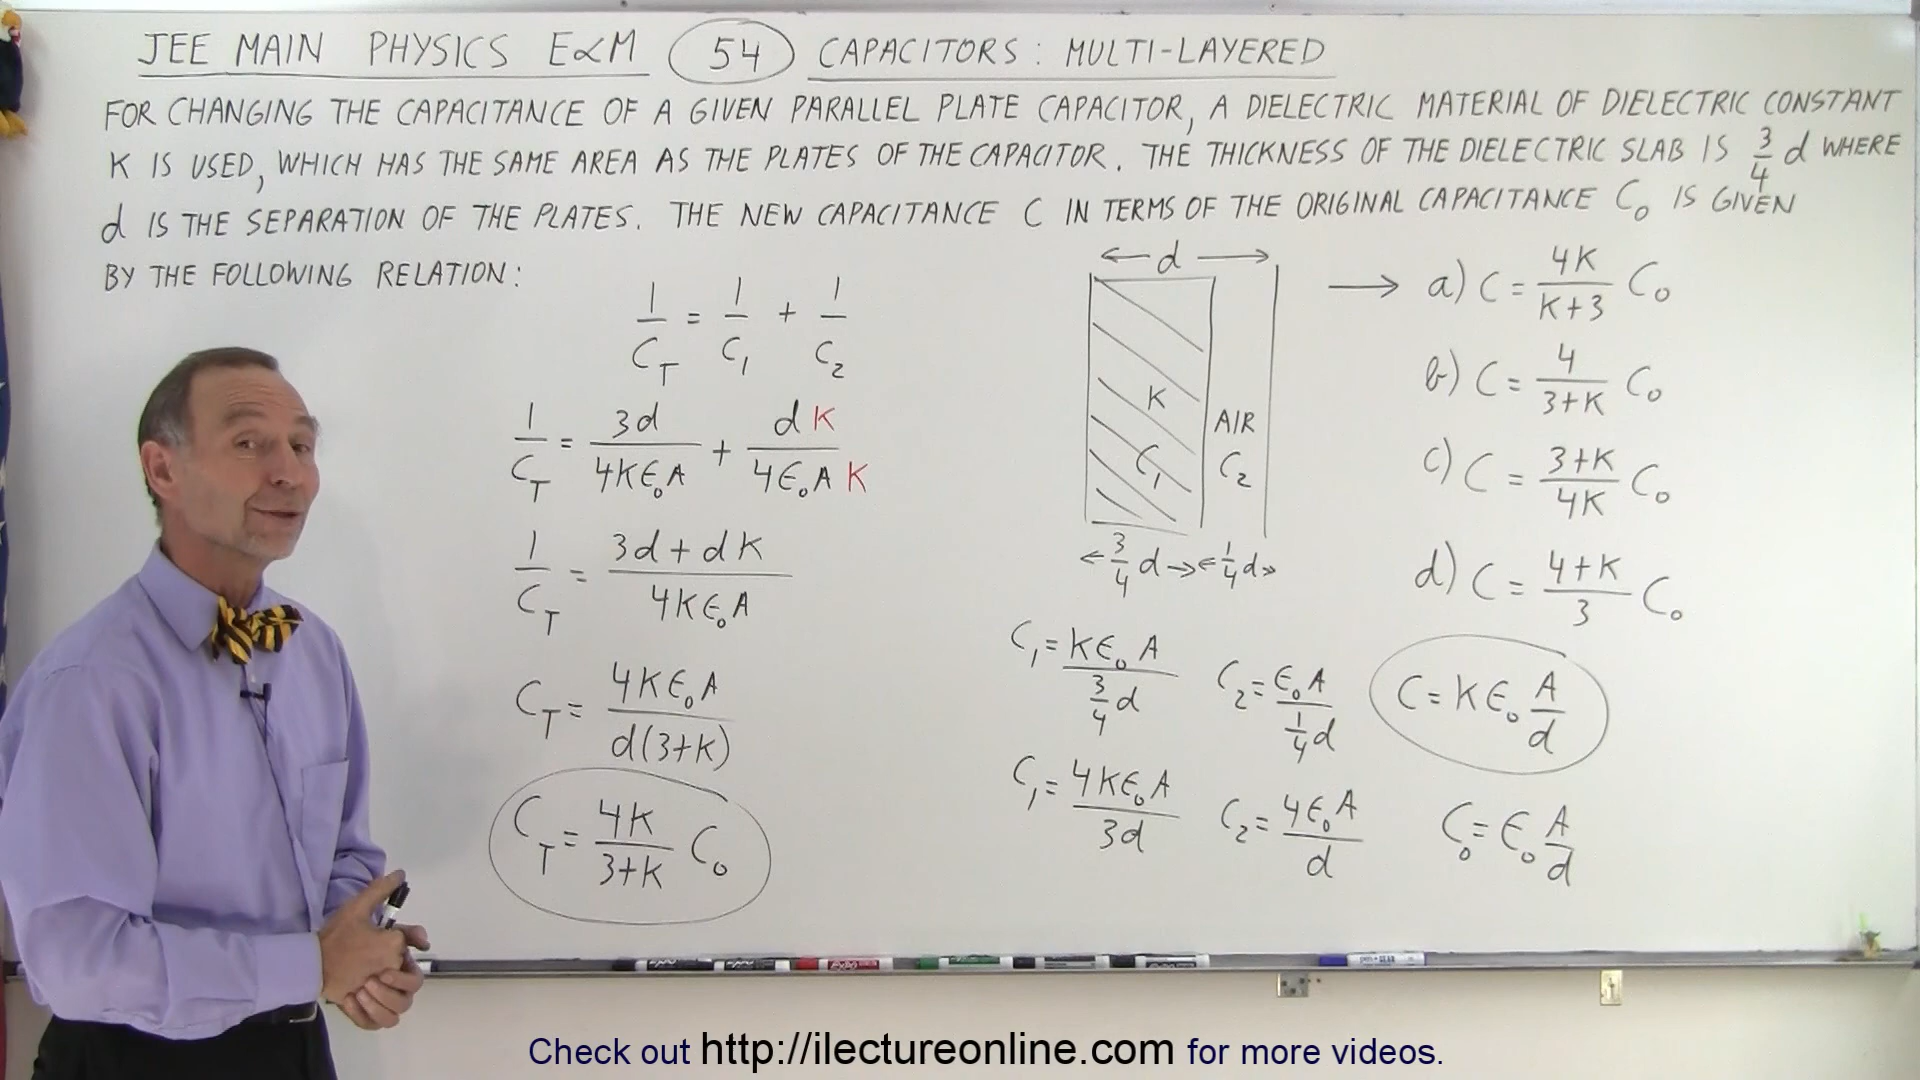 JEE MAIN PHYSICS E&M 54 CAPACITORS: MULTI-LAYERED
FOR CHANGING THE CAPACITANCE OF A GIVEN PARALLEL PLATE CAPACITOR, A DIELECTRIC MATERIAL OF DIELECTRIC CONSTANT
K IS USED, WHICH HAS THE SAME AREA AS THE PLATES OF THE CAPACITOR. THE THICKNESS OF THE DIELECTRIC SLAB IS 3/4 d WHERE
d IS THE SEPARATION OF THE PLATES. THE NEW CAPACITANCE C IN TERMS OF THE ORIGINAL CAPACITANCE C₀ IS GIVEN
BY THE FOLLOWING RELATION:
1/C_T = 1/C₁ + 1/C₂
1/C_T = 3d/4Kε₀A + dK/4ε₀AK
1/C_T = (3d+dK)/4Kε₀A
C_T = 4Kε₀A/d(3+K)
C_T = 4K/(3+K) C₀
← d →
K
C₁
AIR
C₂
← 3/4 d → ← 1/4 d →
C₁ = Kε₀A/(3/4 d) C₂ = ε₀A/(1/4 d) C = Kε₀ A/d
C₁ = 4Kε₀A/3d C₂ = 4ε₀A/d C₀ = ε₀ A/d
→ a) C = 4K/(K+3) C₀
b) C = 4/(3+K) C₀
c) C = (3+K)/4K C₀
d) C = (4+K)/3 C₀
Check out http://ilectureonline.com for more videos.